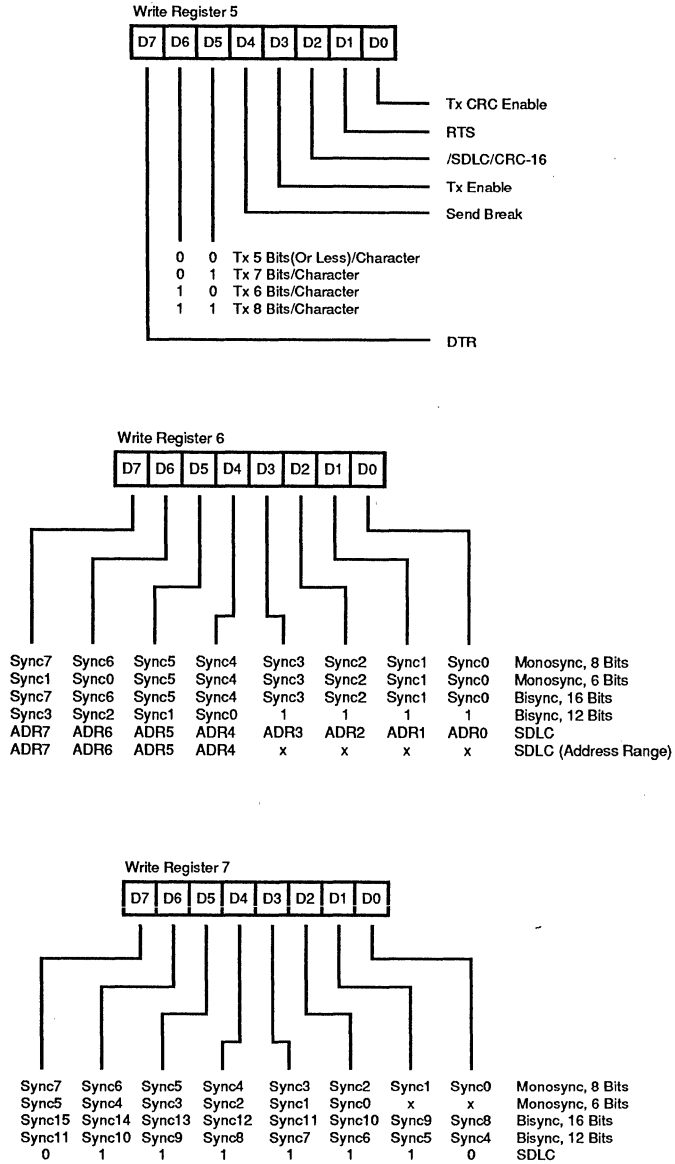 Write Register 5
D7 D6 D5 D4 D3 D2 D1 D0
Tx CRC Enable
RTS
/SDLC/CRC-16
Tx Enable
Send Break
0 0 Tx 5 Bits(Or Less)/Character
0 1 Tx 7 Bits/Character
1 0 Tx 6 Bits/Character
1 1 Tx 8 Bits/Character
DTR
Write Register 6
D7 D6 D5 D4 D3 D2 D1 D0
Sync7 Sync6 Sync5 Sync4 Sync3 Sync2 Sync1 Sync0 Monosync, 8 Bits
Sync1 Sync0 Sync5 Sync4 Sync3 Sync2 Sync1 Sync0 Monosync, 6 Bits
Sync7 Sync6 Sync5 Sync4 Sync3 Sync2 Sync1 Sync0 Bisync, 16 Bits
Sync3 Sync2 Sync1 Sync0 1 1 1 1 Bisync, 12 Bits
ADR7 ADR6 ADR5 ADR4 ADR3 ADR2 ADR1 ADR0 SDLC
ADR7 ADR6 ADR5 ADR4 x x x x SDLC (Address Range)
Write Register 7
D7 D6 D5 D4 D3 D2 D1 D0
Sync7 Sync6 Sync5 Sync4 Sync3 Sync2 Sync1 Sync0 Monosync, 8 Bits
Sync5 Sync4 Sync3 Sync2 Sync1 Sync0 x x Monosync, 6 Bits
Sync15 Sync14 Sync13 Sync12 Sync11 Sync10 Sync9 Sync8 Bisync, 16 Bits
Sync11 Sync10 Sync9 Sync8 Sync7 Sync6 Sync5 Sync4 Bisync, 12 Bits
0 1 1 1 1 1 1 0 SDLC